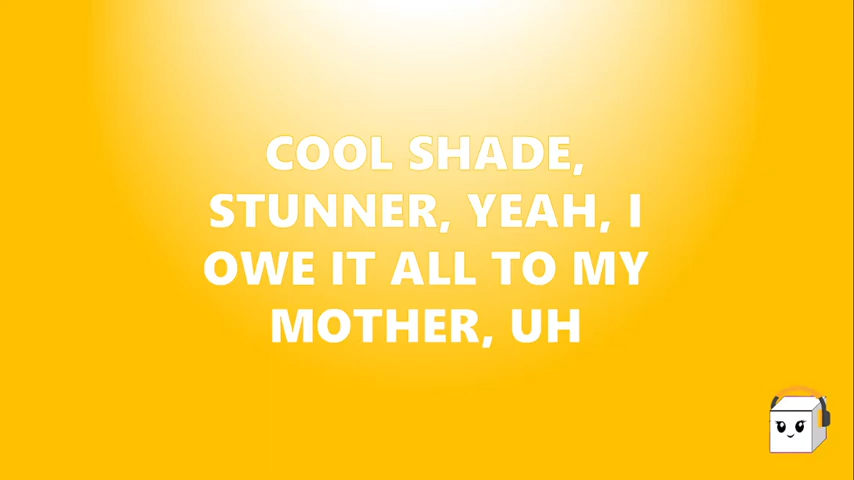 COOL SHADE,
STUNNER, YEAH, I
OWE IT ALL TO MY
MOTHER, UH